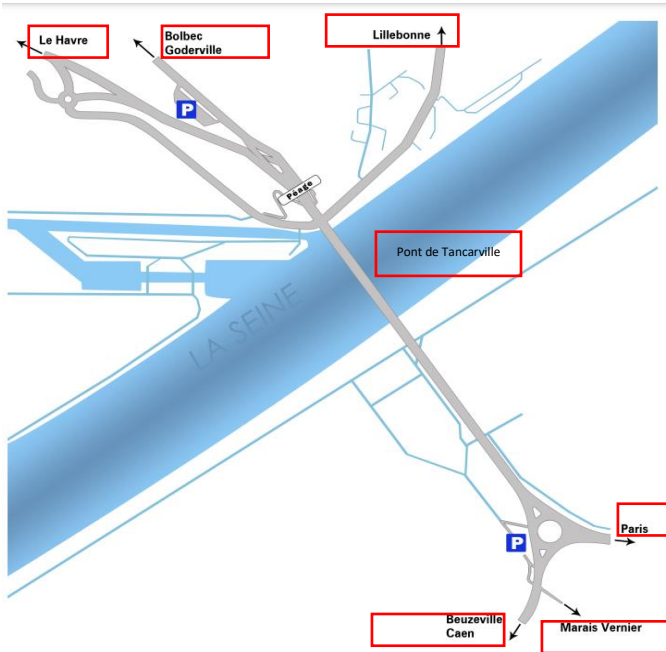 Le Havre
Bolbec
Goderville
Lillebonne
P
Péage
Pont de Tancarville
LA SEINE
Paris
P
Beuzeville
Caen
Marais Vernier